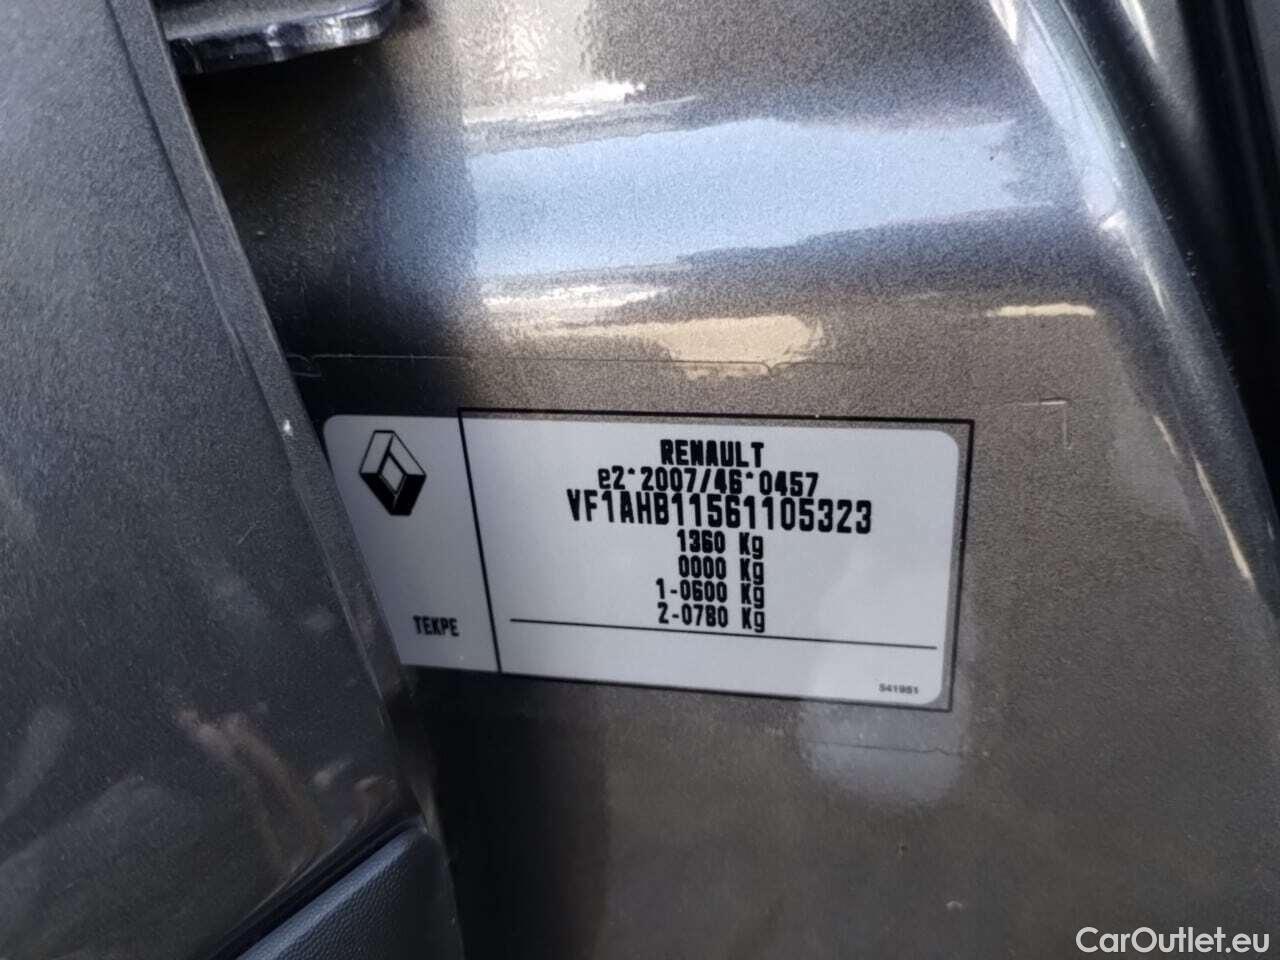 RENAULT
e2*2007/46*0457
VF1AHB11561105323
1360 Kg
0000 Kg
1-0600 Kg
2-0780 Kg
TEKPE
541951
CarOutlet.eu